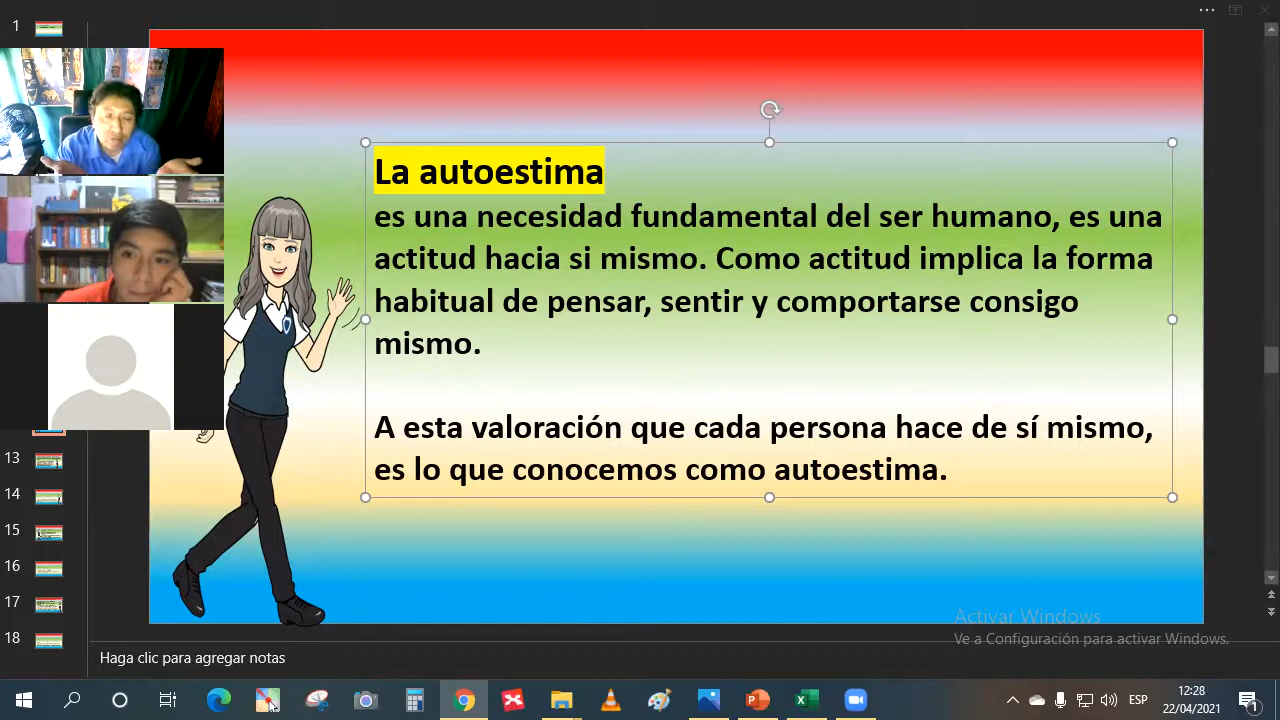 1
La autoestima
es una necesidad fundamental del ser humano, es una
actitud hacia si mismo. Como actitud implica la forma
habitual de pensar, sentir y comportarse consigo
mismo.
A esta valoración que cada persona hace de sí mismo,
es lo que conocemos como autoestima.
13
14
15
16
17
18
Activar Windows
Ve a Configuración para activar Windows.
Haga clic para agregar notas
ESP
12:28
22/04/2021
1